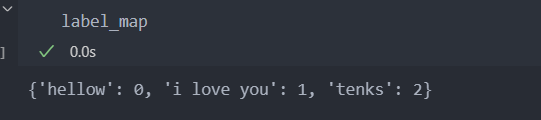 label_map
]
0.0s
{'hellow': 0, 'i love you': 1, 'tenks': 2}